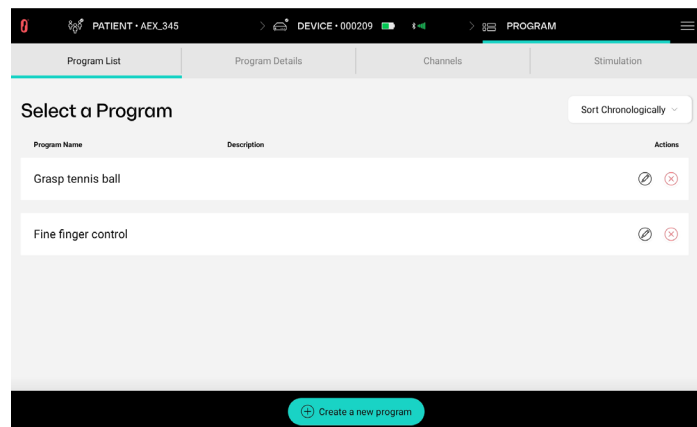 PATIENT • AEX_345 > DEVICE • 000209 > PROGRAM
Program List Program Details Channels Stimulation
Select a Program Sort Chronologically
Program Name Description Actions
Grasp tennis ball
Fine finger control
Create a new program